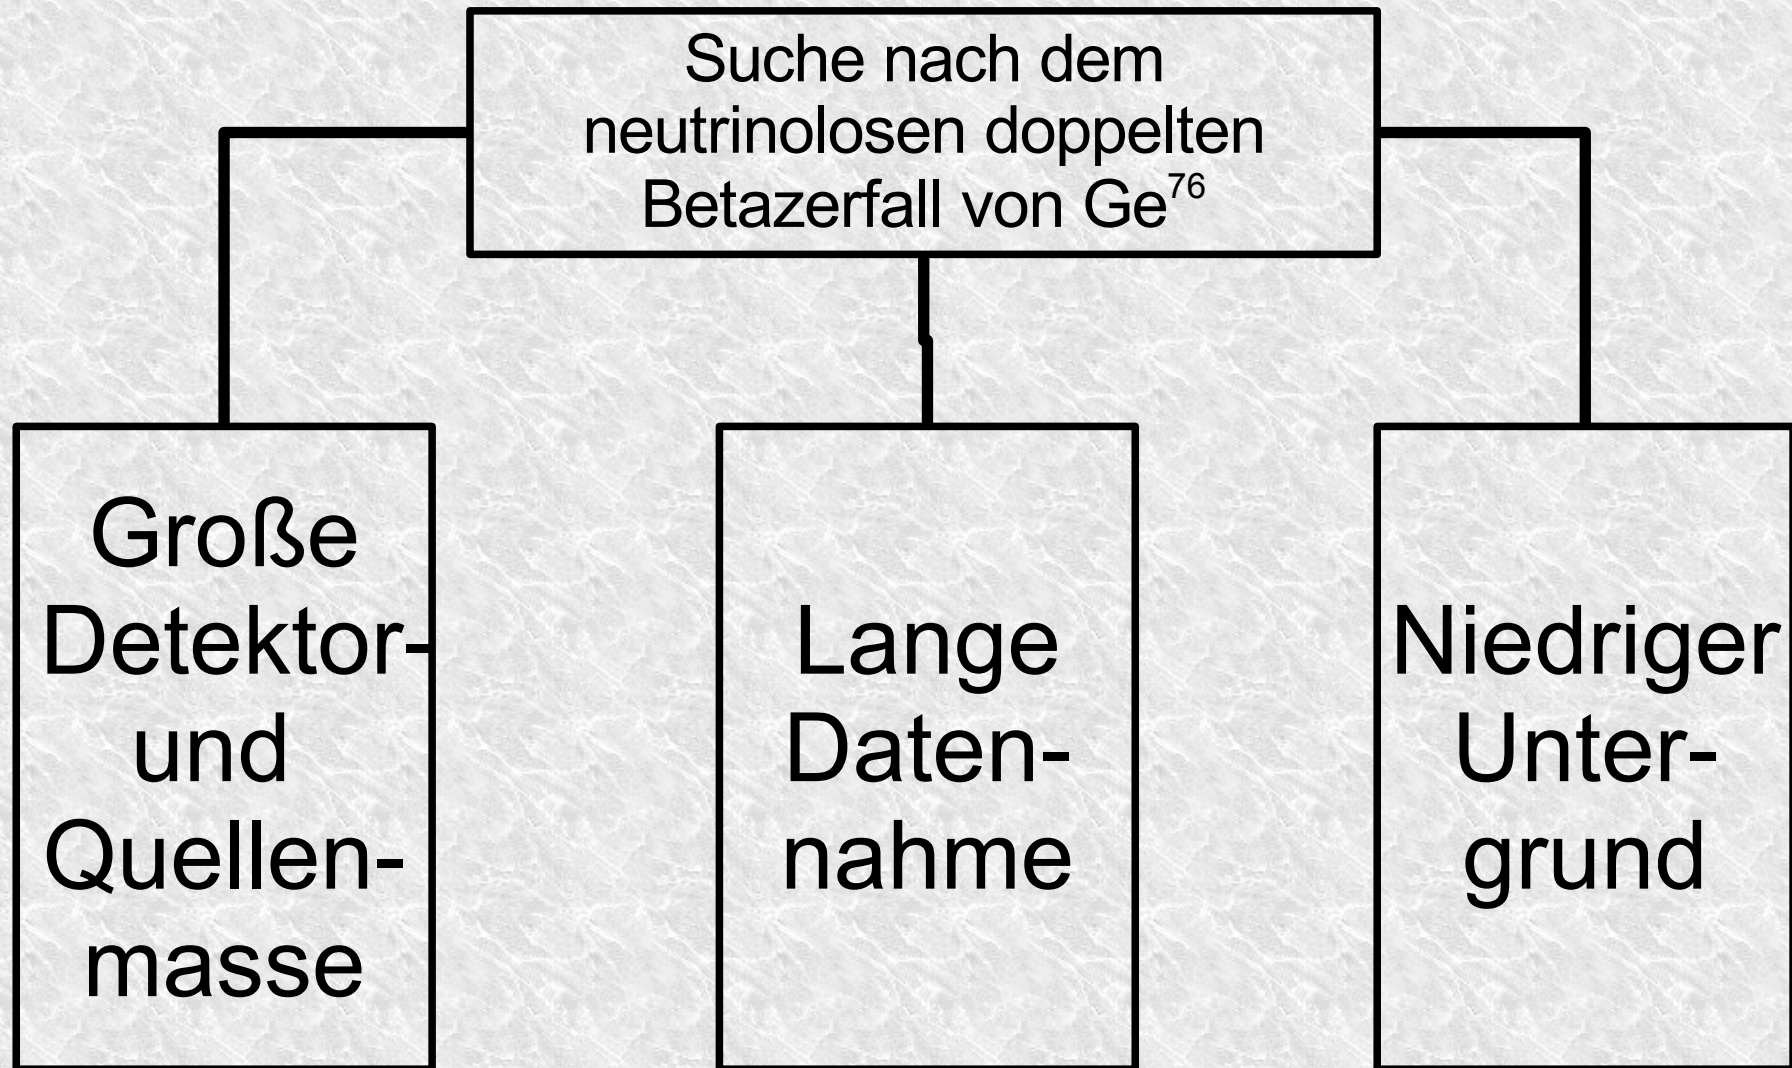 Suche nach dem
neutrinolosen doppelten
Betazerfall von Ge⁷⁶
Große
Detektor-
und
Quellen-
masse
Lange
Daten-
nahme
Niedriger
Unter-
grund